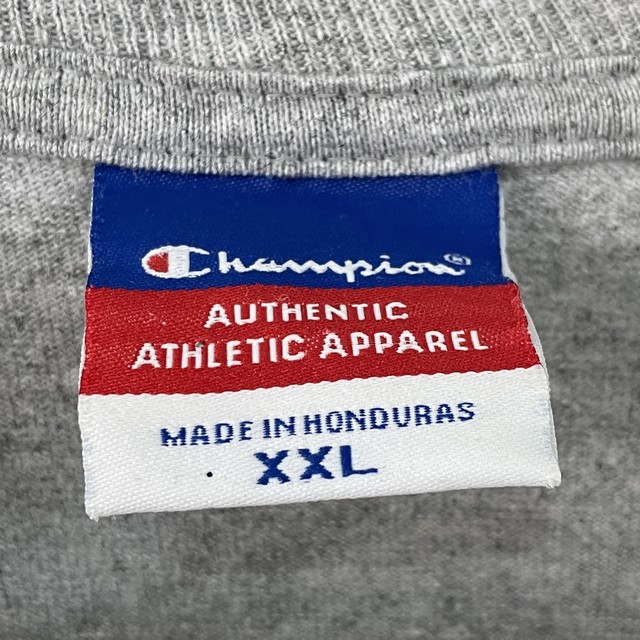 Champion®
AUTHENTIC
ATHLETIC APPAREL
MADE IN HONDURAS
XXL